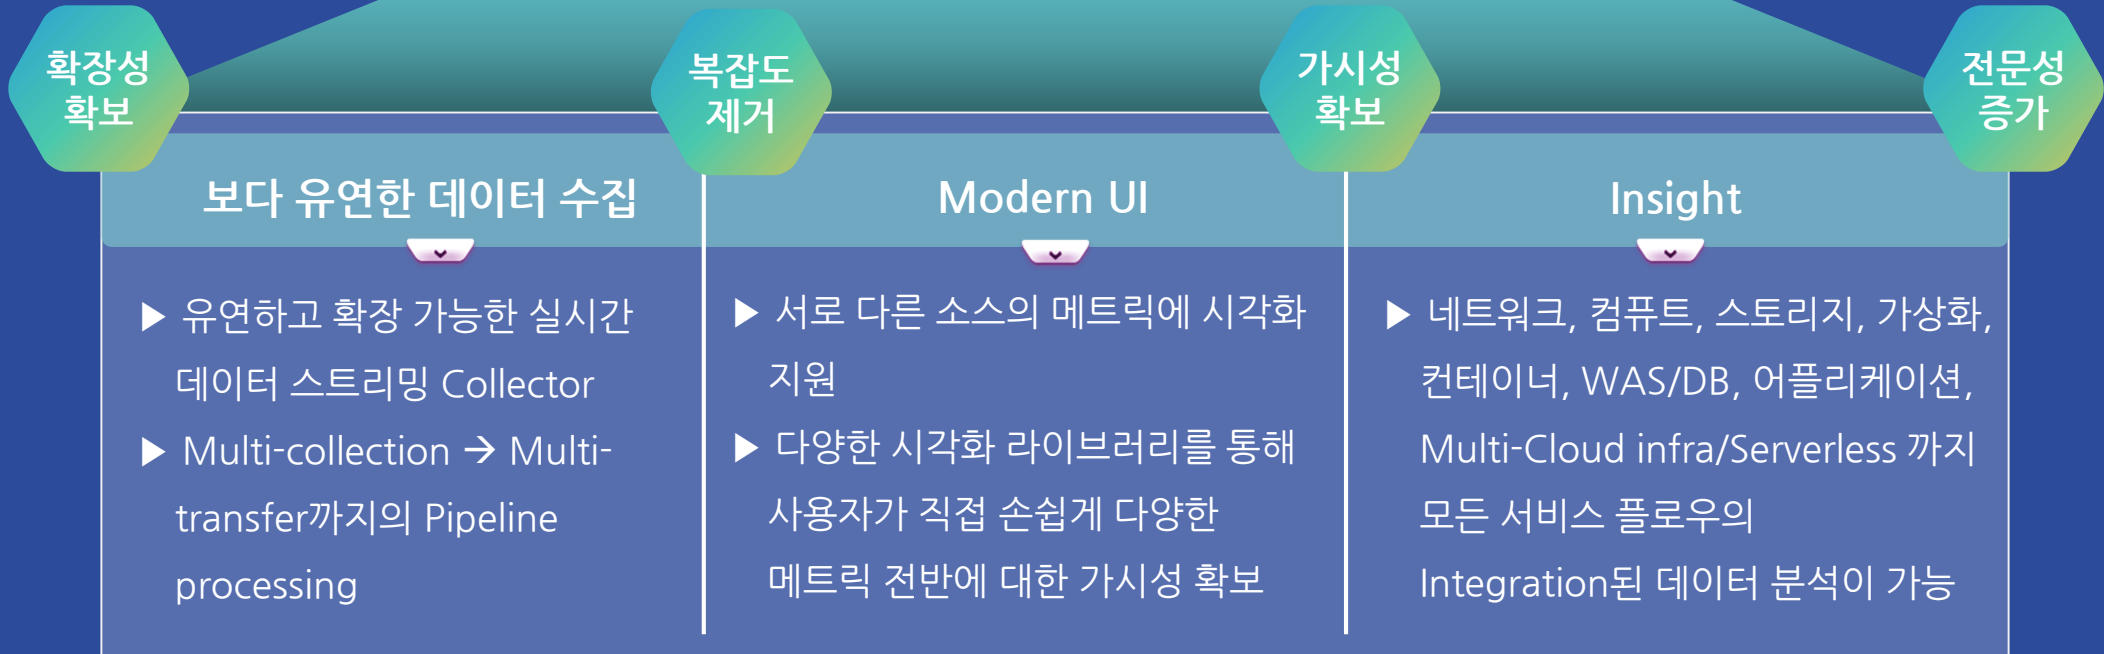 확장성
확보
복잡도
제거
가시성
확보
전문성
증가
보다 유연한 데이터 수집
▶ 유연하고 확장 가능한 실시간
데이터 스트리밍 Collector
▶ Multi-collection → Multi-
transfer까지의 Pipeline
processing
Modern UI
▶ 서로 다른 소스의 메트릭에 시각화
지원
▶ 다양한 시각화 라이브러리를 통해
사용자가 직접 손쉽게 다양한
메트릭 전반에 대한 가시성 확보
Insight
▶ 네트워크, 컴퓨트, 스토리지, 가상화,
컨테이너, WAS/DB, 어플리케이션,
Multi-Cloud infra/Serverless 까지
모든 서비스 플로우의
Integration된 데이터 분석이 가능